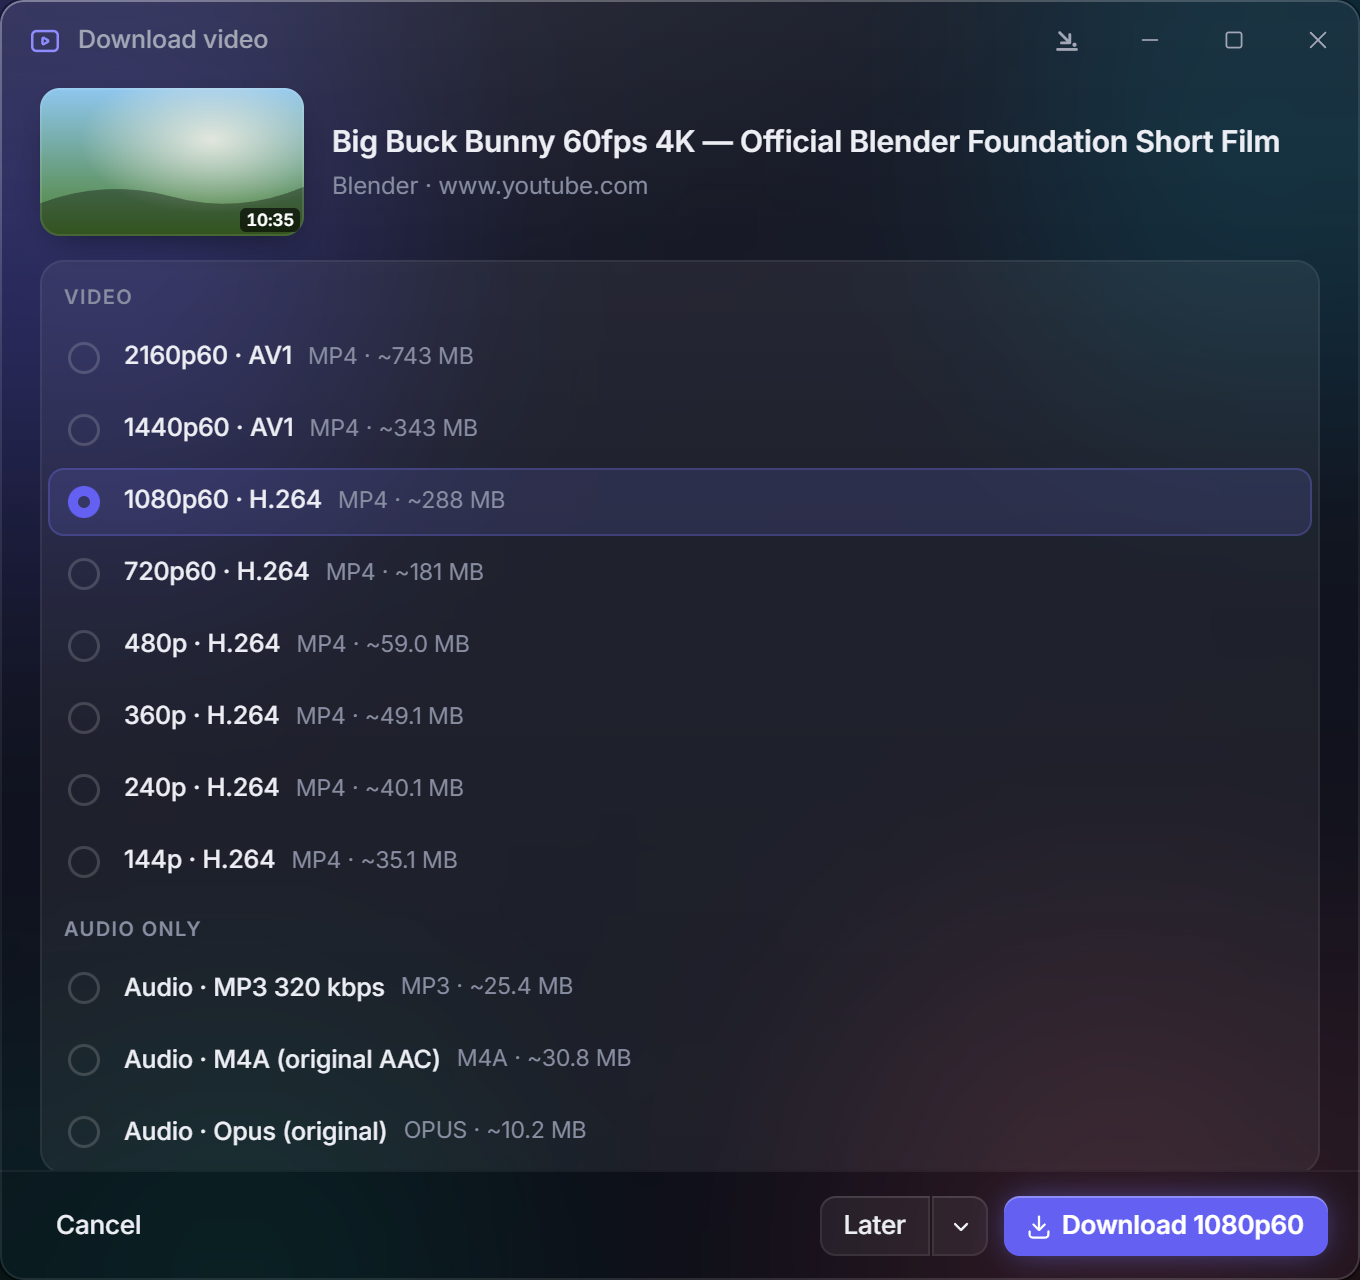 Download video
Big Buck Bunny 60fps 4K — Official Blender Foundation Short Film
Blender · www.youtube.com
10:35
VIDEO
2160p60 · AV1 MP4 · ~743 MB
1440p60 · AV1 MP4 · ~343 MB
1080p60 · H.264 MP4 · ~288 MB
720p60 · H.264 MP4 · ~181 MB
480p · H.264 MP4 · ~59.0 MB
360p · H.264 MP4 · ~49.1 MB
240p · H.264 MP4 · ~40.1 MB
144p · H.264 MP4 · ~35.1 MB
AUDIO ONLY
Audio · MP3 320 kbps MP3 · ~25.4 MB
Audio · M4A (original AAC) M4A · ~30.8 MB
Audio · Opus (original) OPUS · ~10.2 MB
Cancel Later Download 1080p60